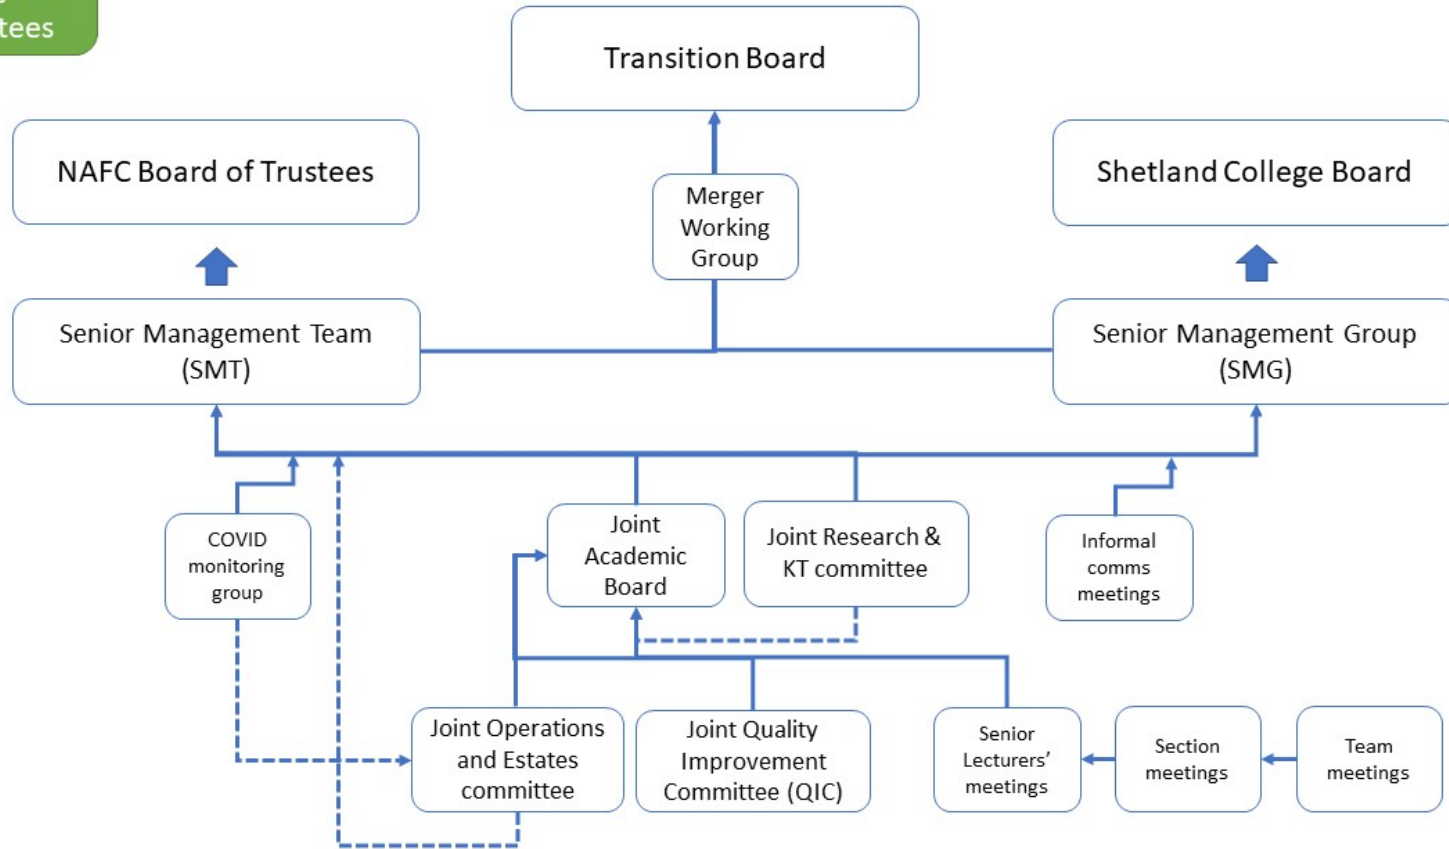 tees
Transition Board
NAFC Board of Trustees
Shetland College Board
Merger
Working
Group
Senior Management Team
(SMT)
Senior Management Group
(SMG)
COVID
monitoring
group
Joint
Academic
Board
Joint Research &
KT committee
Informal
comms
meetings
Joint Operations
and Estates
committee
Joint Quality
Improvement
Committee (QIC)
Senior
Lecturers’
meetings
Section
meetings
Team
meetings